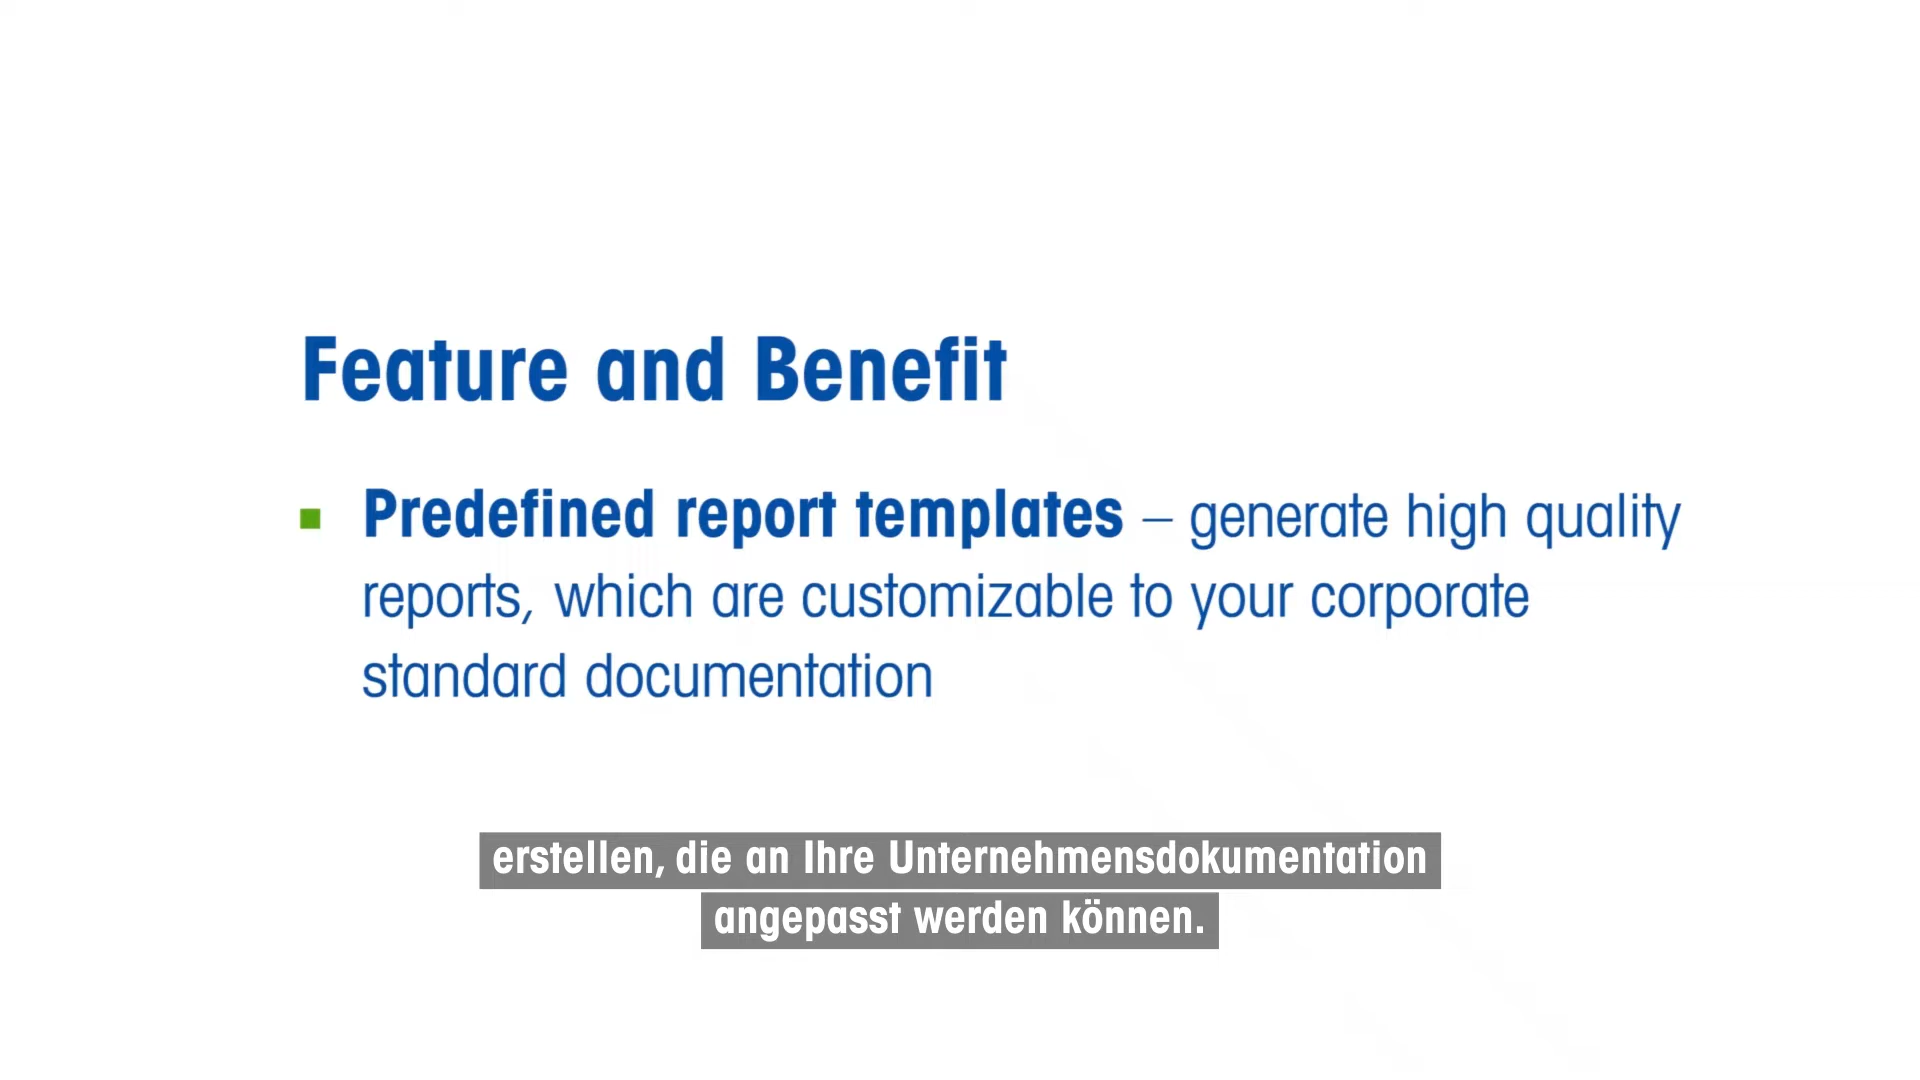 Feature and Benefit
Predefined report templates – generate high quality
reports, which are customizable to your corporate
standard documentation
erstellen, die an Ihre Unternehmensdokumentation
angepasst werden können.